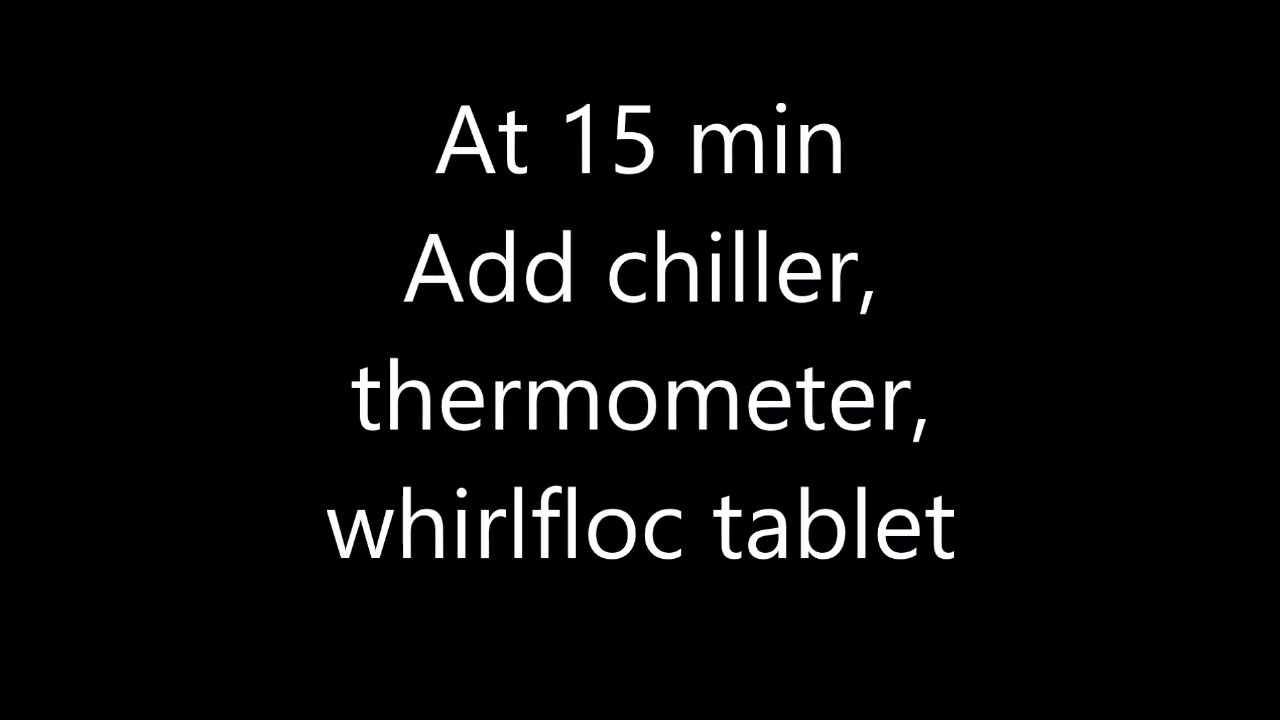 At 15 min
Add chiller,
thermometer,
whirlfloc tablet